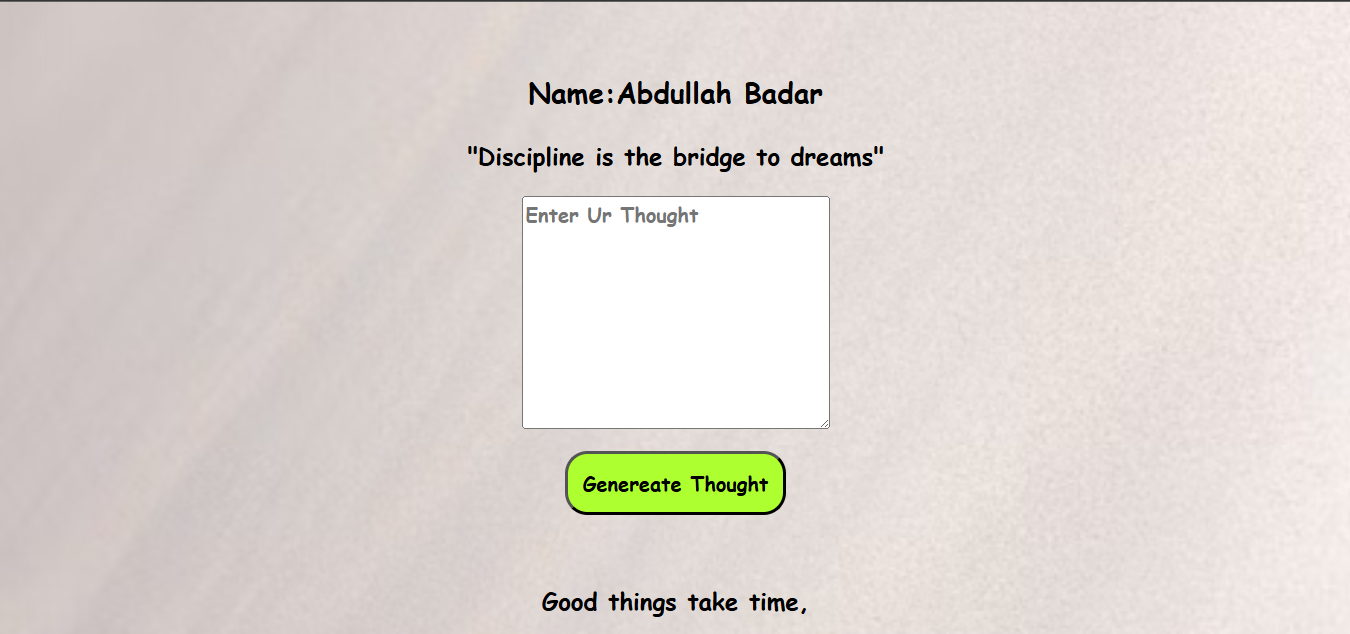 Name:Abdullah Badar
"Discipline is the bridge to dreams"
Enter Ur Thought
Genereate Thought
Good things take time,